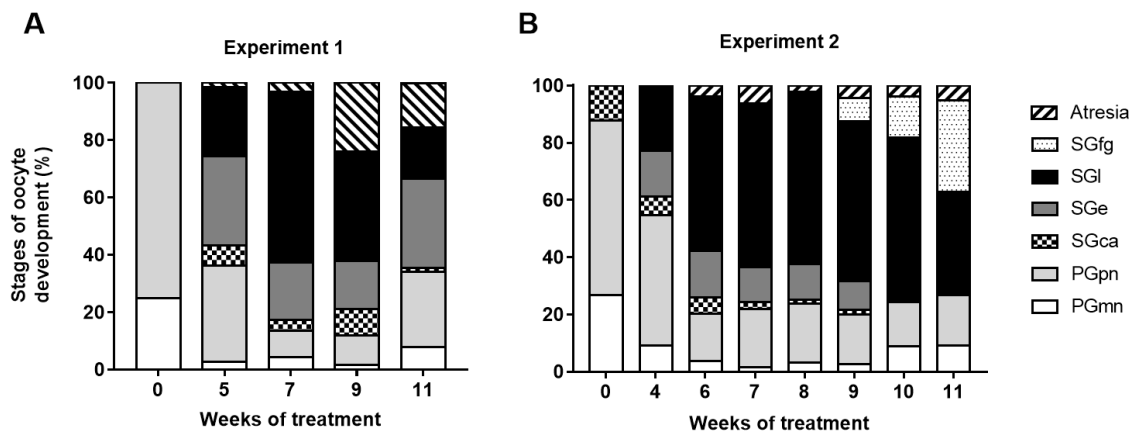 A
Experiment 1
Stages of oocyte
development (%)
100
80
60
40
20
0
0 5 7 9 11
Weeks of treatment
B
Experiment 2
100
80
60
40
20
0
0 4 6 7 8 9 10 11
Weeks of treatment
Atresia
SGfg
SGl
SGe
SGca
PGpn
PGmn